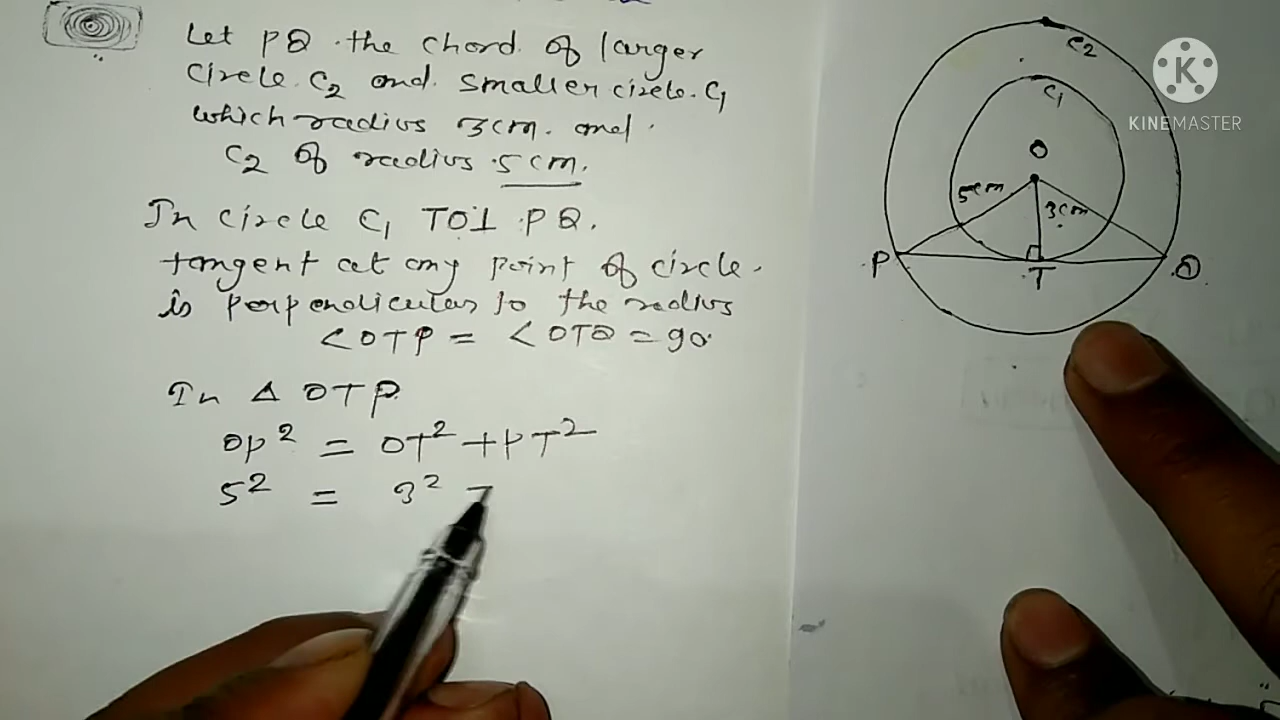 Let PQ the chord of larger
circle C2 and smaller circle C1
which radius 3cm and
C2 of radius 5cm.
In circle C1 TO⊥ PQ.
tangent at any point of circle
is perpendicular to the radius
<OTP = <OTQ = 90°
In Δ OTP
OP² = OT² + PT²
5² = 3²
C2
C1
O
5cm
3cm
P
T
Q
K
KINEMASTER